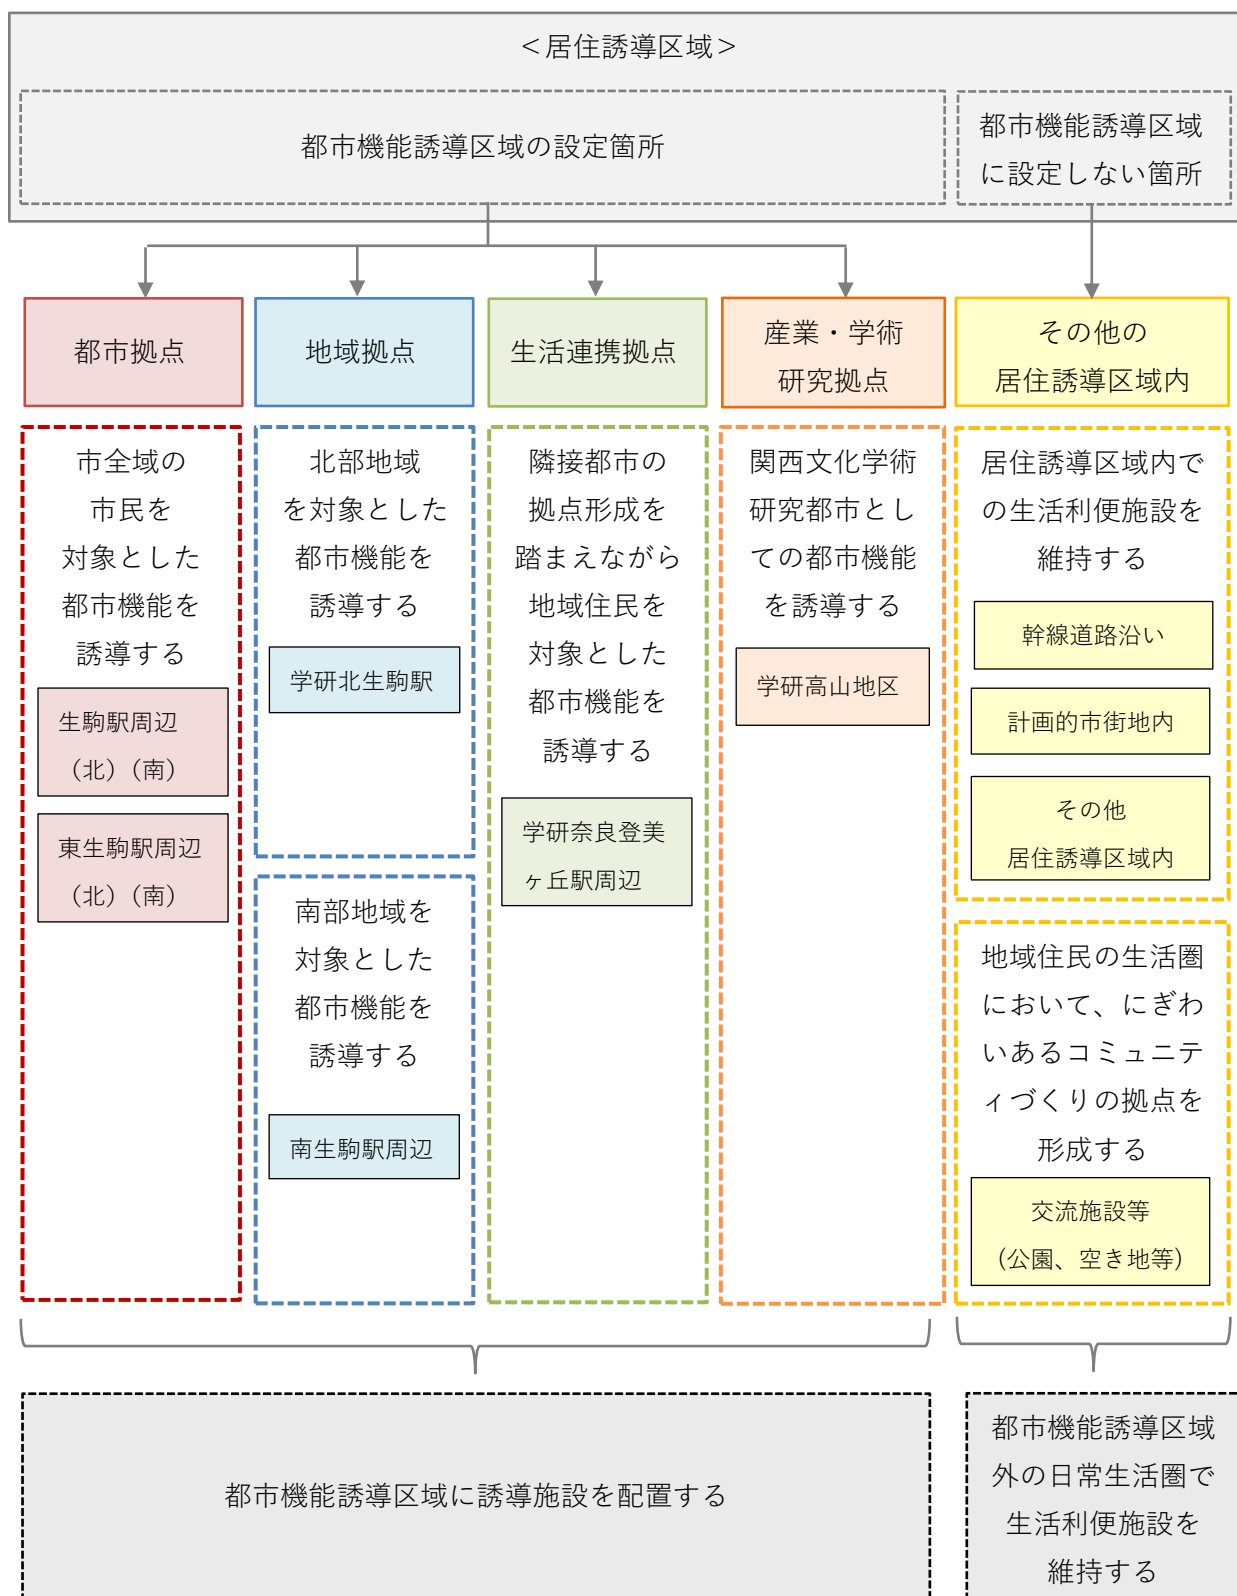 ＜居住誘導区域＞
都市機能誘導区域の設定箇所
都市機能誘導区域
に設定しない箇所
都市拠点
地域拠点
生活連携拠点
産業・学術
研究拠点
その他の
居住誘導区域内
市全域の
市民を
対象とした
都市機能を
誘導する
生駒駅周辺
（北）（南）
東生駒駅周辺
（北）（南）
北部地域
を対象とした
都市機能を
誘導する
学研北生駒駅
南部地域を
対象とした
都市機能を
誘導する
南生駒駅周辺
隣接都市の
拠点形成を
踏まえながら
地域住民を
対象とした
都市機能を
誘導する
学研奈良登美
ヶ丘駅周辺
関西文化学術
研究都市とし
ての都市機能
を誘導する
学研高山地区
居住誘導区域内で
の生活利便施設を
維持する
幹線道路沿い
計画的市街地内
その他
居住誘導区域内
地域住民の生活圏
において、にぎわ
いあるコミュニテ
ィづくりの拠点を
形成する
交流施設等
（公園、空き地等）
都市機能誘導区域に誘導施設を配置する
都市機能誘導区域
外の日常生活圏で
生活利便施設を
維持する